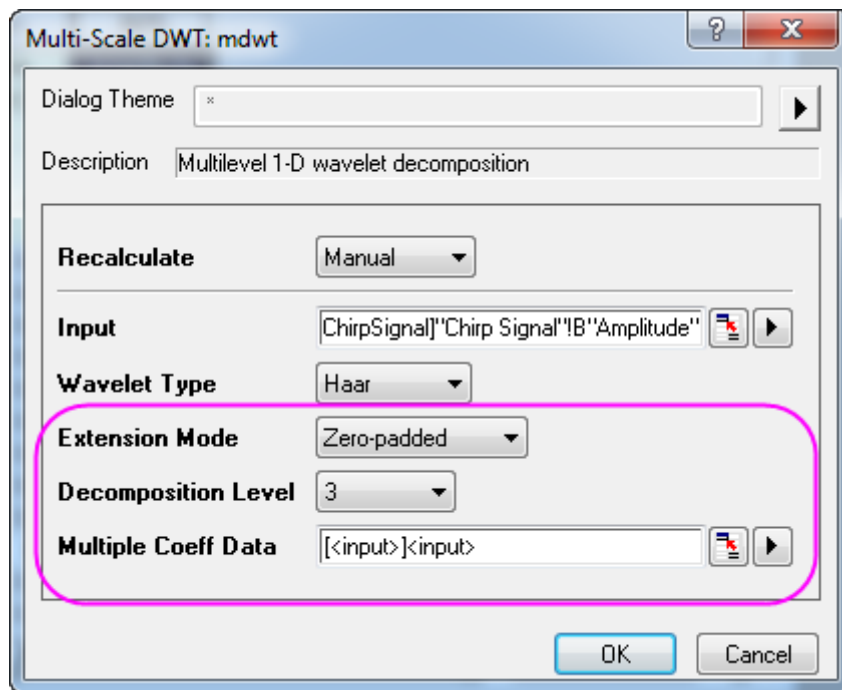 Multi-Scale DWT: mdwt
?
Dialog Theme *
Description Multilevel 1-D wavelet decomposition
Recalculate Manual
Input ChirpSignal]"Chirp Signal"!B"Amplitude"
Wavelet Type Haar
Extension Mode Zero-padded
Decomposition Level 3
Multiple Coeff Data [<input>]<input>
OK Cancel